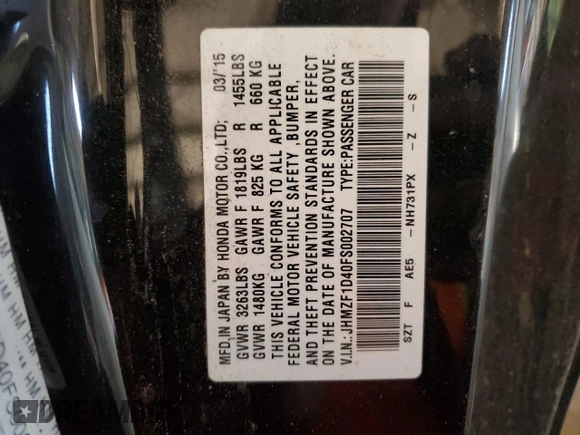 MFD,IN JAPAN BY HONDA MOTOR CO.,LTD; 03/'15
GVWR 3263LBS GAWR F 1819LBS R 1455LBS
GVWR 1480KG GAWR F 825 KG R 660 KG
THIS VEHICLE CONFORMS TO ALL APPLICABLE
FEDERAL MOTOR VEHICLE SAFETY ,BUMPER,
AND THEFT PREVENTION STANDARDS IN EFFECT
ON THE DATE OF MANUFACTURE SHOWN ABOVE.
V.I.N.:JHMZF1D40FS002707 TYPE:PASSENGER CAR
SZT F AE5 -NH731PX -Z -S